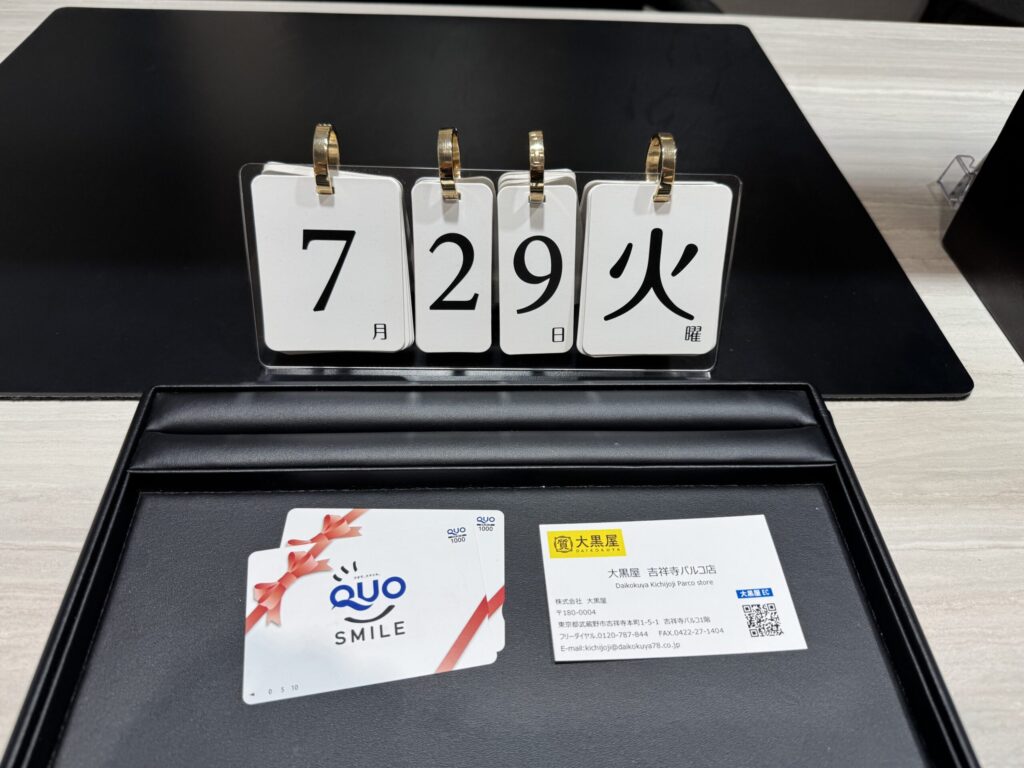 7月
29日
火曜
QUO
1000
QUO
1000
QUO
SMILE
0 5 10
質 大黒屋
DAIKOKUYA
大黒屋 吉祥寺パルコ店
Daikokuya Kichijoji Parco store
株式会社 大黒屋
〒180-0004
東京都武蔵野市吉祥寺本町1-5-1 吉祥寺パルコ1階
フリーダイヤル.0120-787-844 FAX.0422-27-1404
E-mail:kichijoji@daikokuya78.co.jp
大黒屋 EC